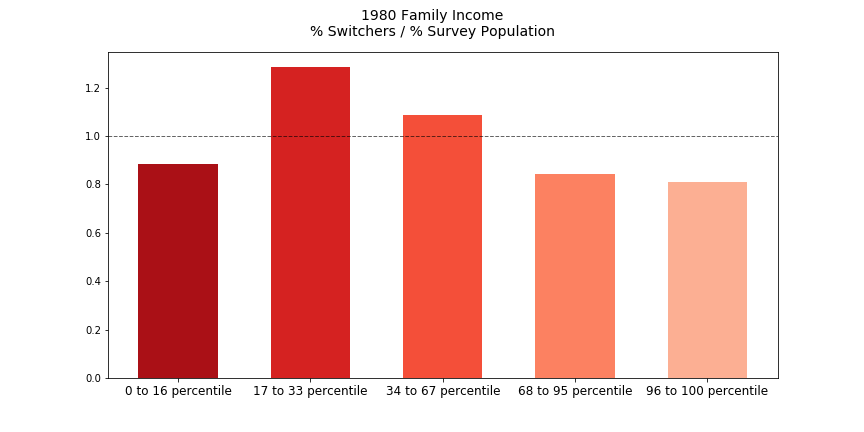 1980 Family Income
% Switchers / % Survey Population
1.2
1.0
0.8
0.6
0.4
0.2
0.0
0 to 16 percentile
17 to 33 percentile
34 to 67 percentile
68 to 95 percentile
96 to 100 percentile